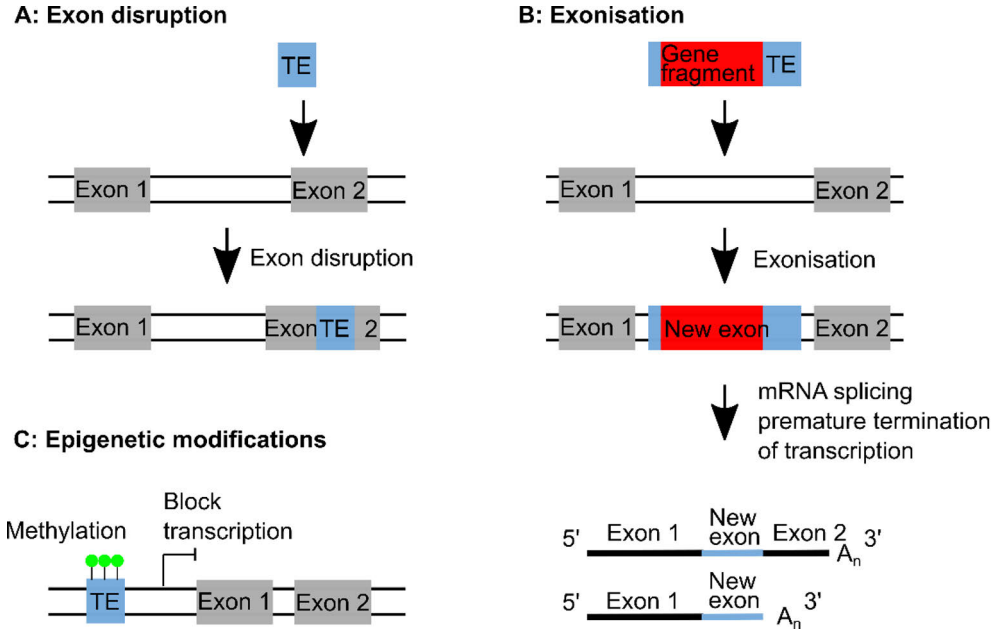 A: Exon disruption
TE
Exon 1
Exon 2
Exon disruption
Exon 1
Exon
TE
2
B: Exonisation
Gene
fragment
TE
Exon 1
Exon 2
Exonisation
Exon 1
New exon
Exon 2
mRNA splicing
premature termination
of transcription
5'
Exon 1
New
exon
Exon 2
An
3'
5'
Exon 1
New
exon
An
3'
C: Epigenetic modifications
Methylation
Block
transcription
TE
Exon 1
Exon 2